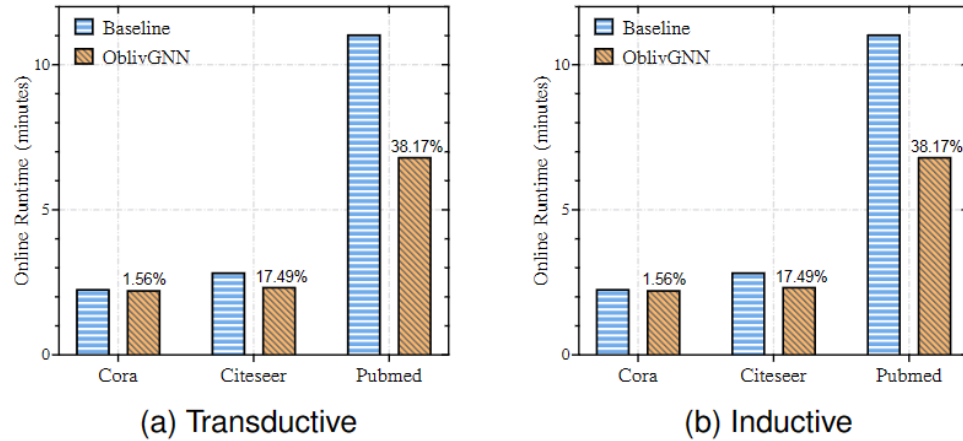 Online Runtime (minutes)
Baseline
OblivGNN
10
5
0
1.56%
17.49%
38.17%
Cora Citeseer Pubmed
(a) Transductive
Online Runtime (minutes)
Baseline
OblivGNN
10
5
0
1.56%
17.49%
38.17%
Cora Citeseer Pubmed
(b) Inductive